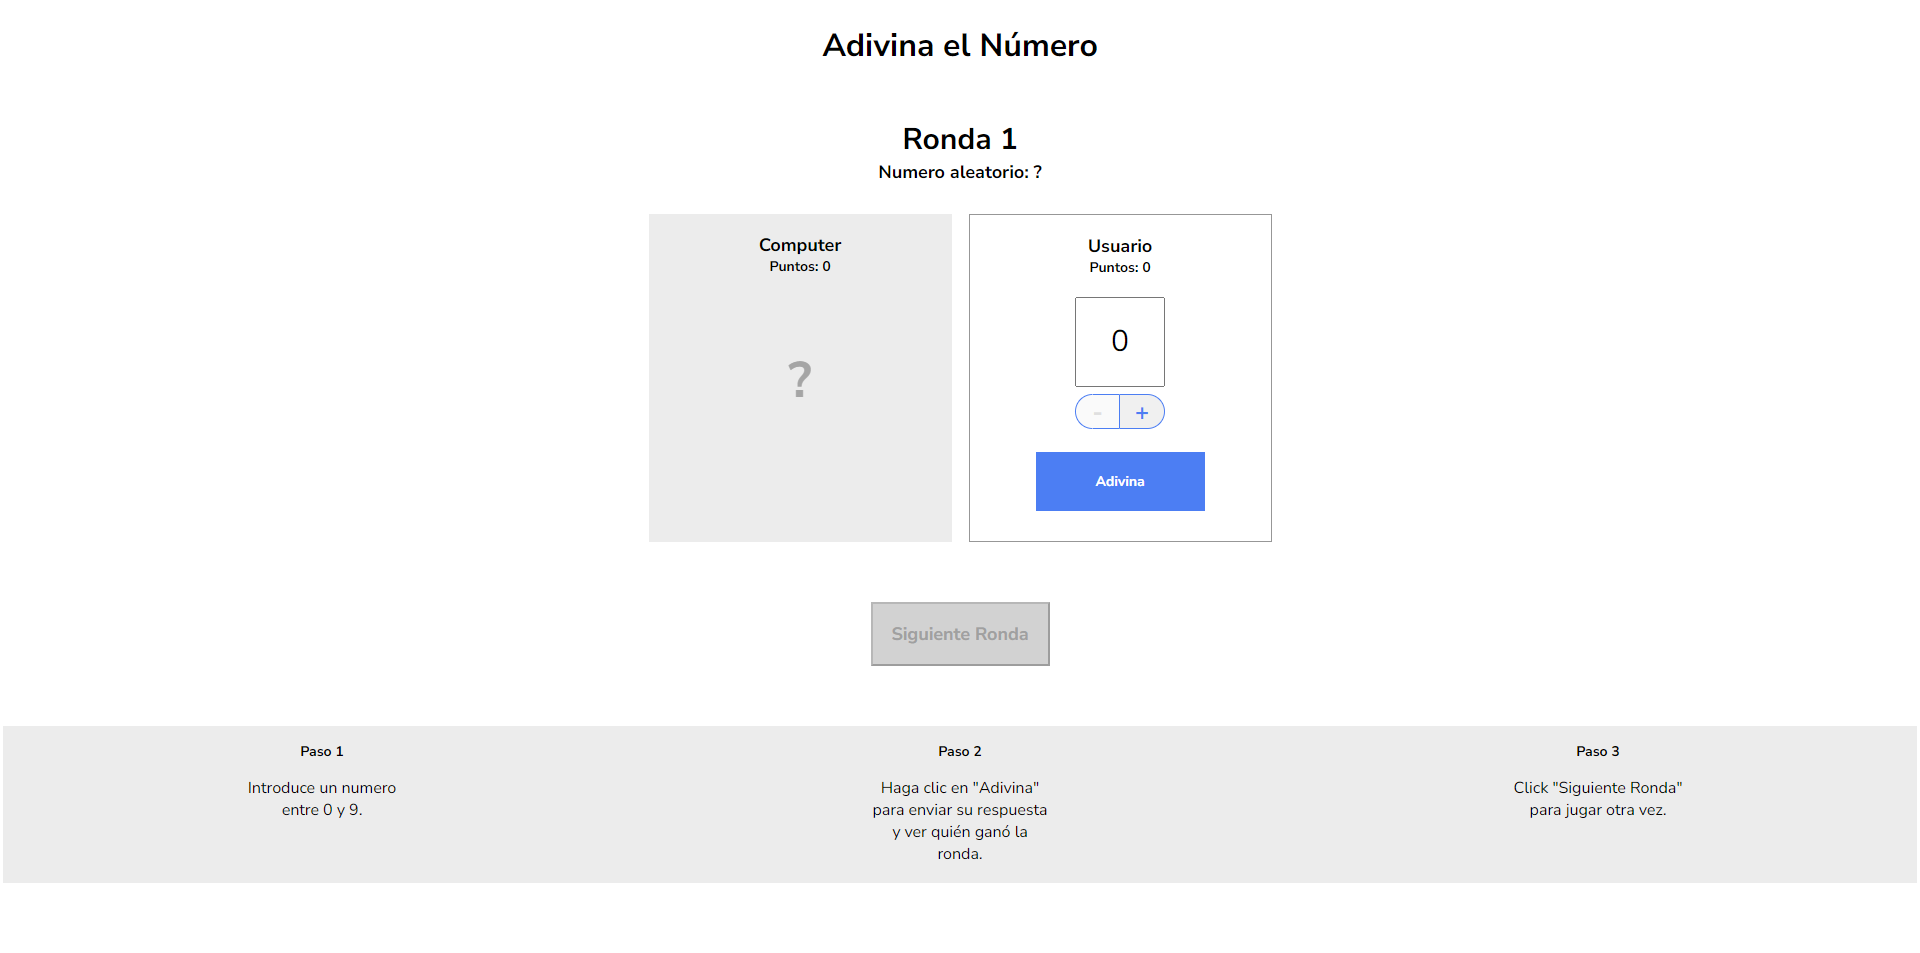 Adivina el Número
Ronda 1
Numero aleatorio: ?
Computer
Puntos: 0
?
Usuario
Puntos: 0
0
- +
Adivina
Siguiente Ronda
Paso 1
Introduce un numero
entre 0 y 9.
Paso 2
Haga clic en "Adivina"
para enviar su respuesta
y ver quién ganó la
ronda.
Paso 3
Click "Siguiente Ronda"
para jugar otra vez.